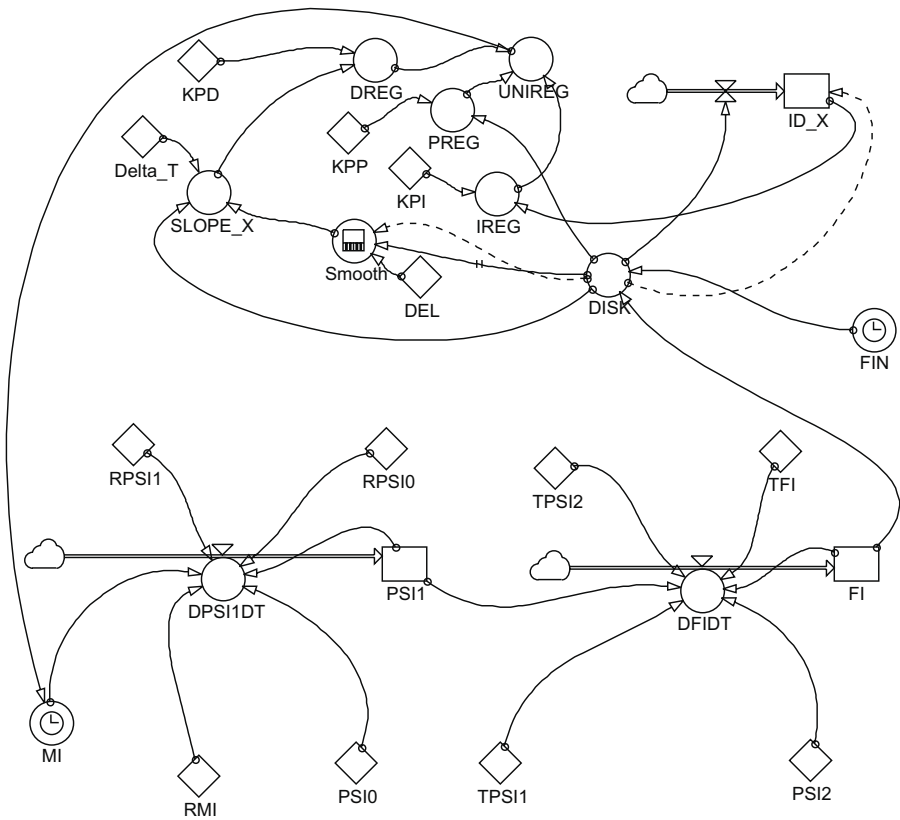 KPD
DREG
UNIREG
ID_X
Delta_T
KPP
PREG
KPI
SLOPE_X
IREG
Smooth
DEL
DISK
FIN
RPSI1
RPSI0
TPSI2
TFI
PSI1
FI
DPSI1DT
DFIDT
MI
RMI
PSI0
TPSI1
PSI2